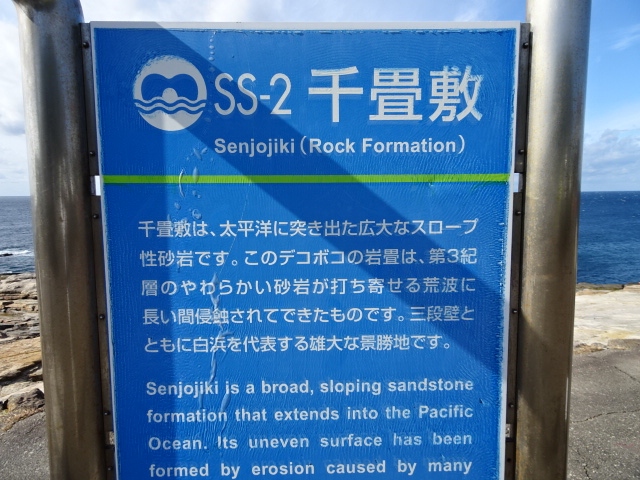 SS-2 千畳敷
Senjojiki (Rock Formation)
千畳敷は、太平洋に突き出た広大なスロープ
性砂岩です。このデコボコの岩畳は、第3紀
層のやわらかい砂岩が打ち寄せる荒波に
長い間侵蝕されてできたものです。三段壁と
ともに白浜を代表する雄大な景勝地です。
Senjojiki is a broad, sloping sandstone
formation that extends into the Pacific
Ocean. Its uneven surface has been
formed by erosion caused by many